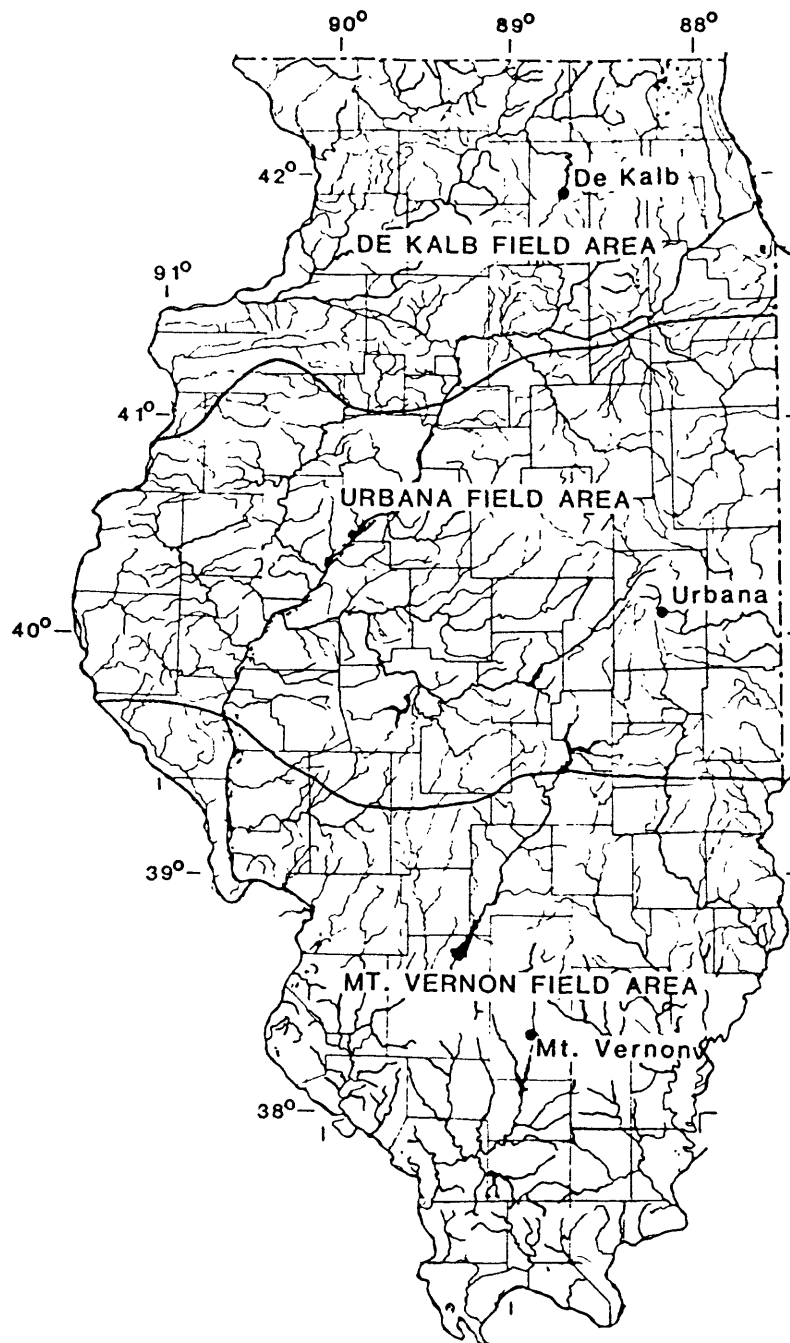 90° 89° 88°
42°
De Kalb
DE KALB FIELD AREA
91°
41°
URBANA FIELD AREA
Urbana
40°
39°
MT. VERNON FIELD AREA
Mt. Vernon
38°